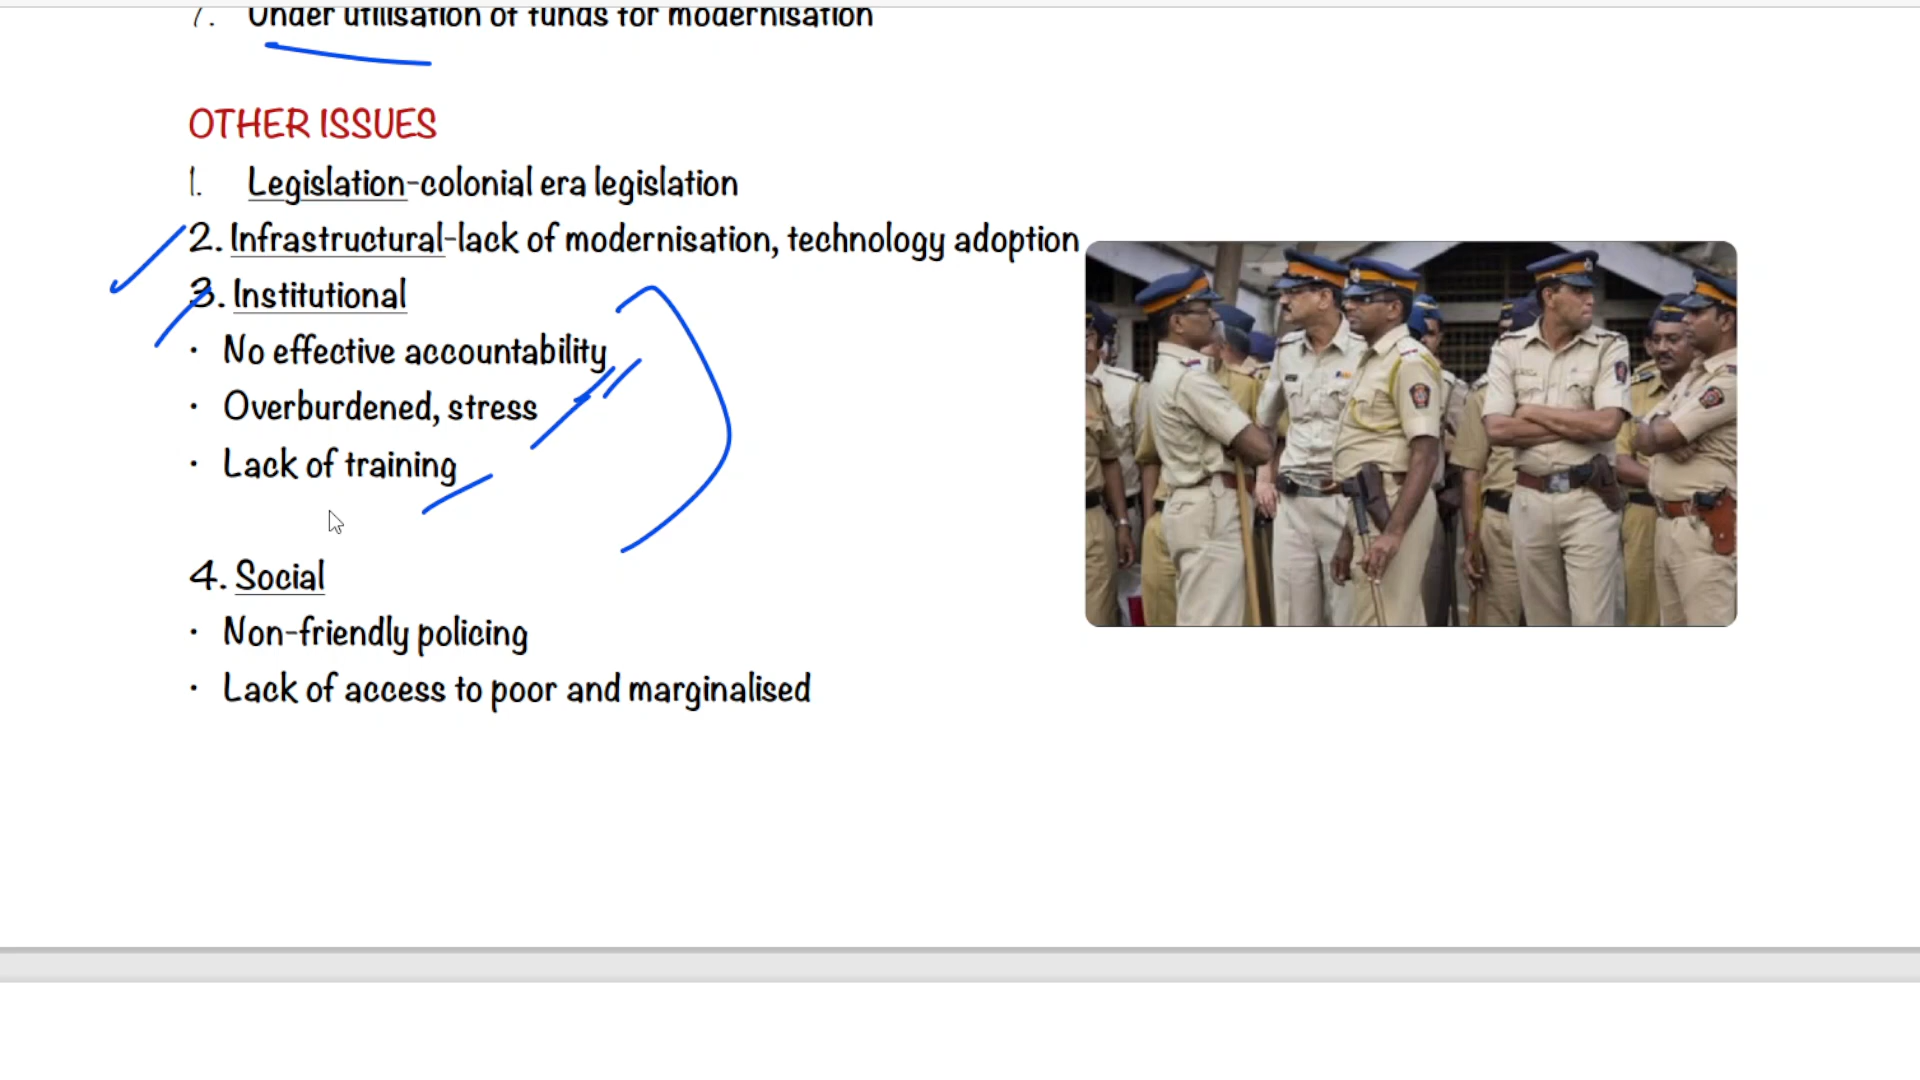 7. Under utilisation of funds for modernisation
OTHER ISSUES
1. Legislation-colonial era legislation
2. Infrastructural-lack of modernisation, technology adoption
3. Institutional
· No effective accountability
· Overburdened, stress
· Lack of training
4. Social
· Non-friendly policing
· Lack of access to poor and marginalised